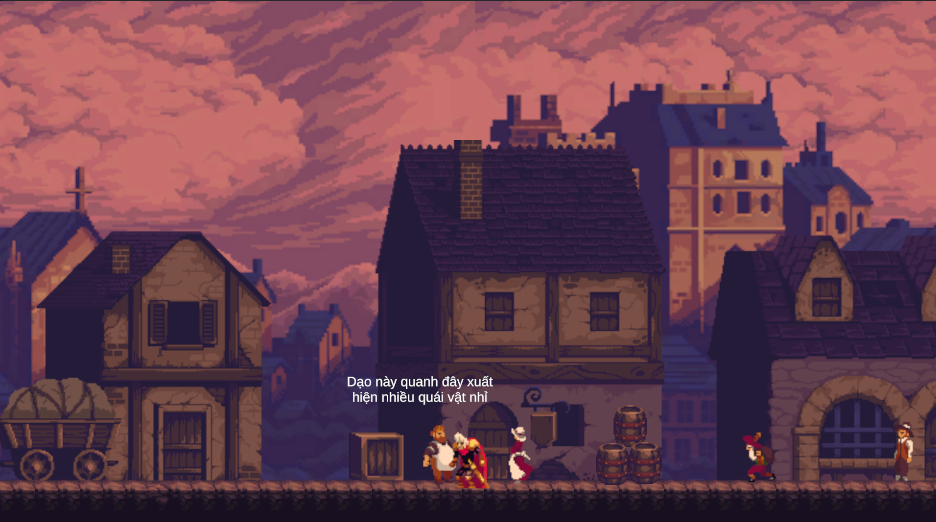 Dạo này quanh đây xuất
hiện nhiều quái vật nhỉ